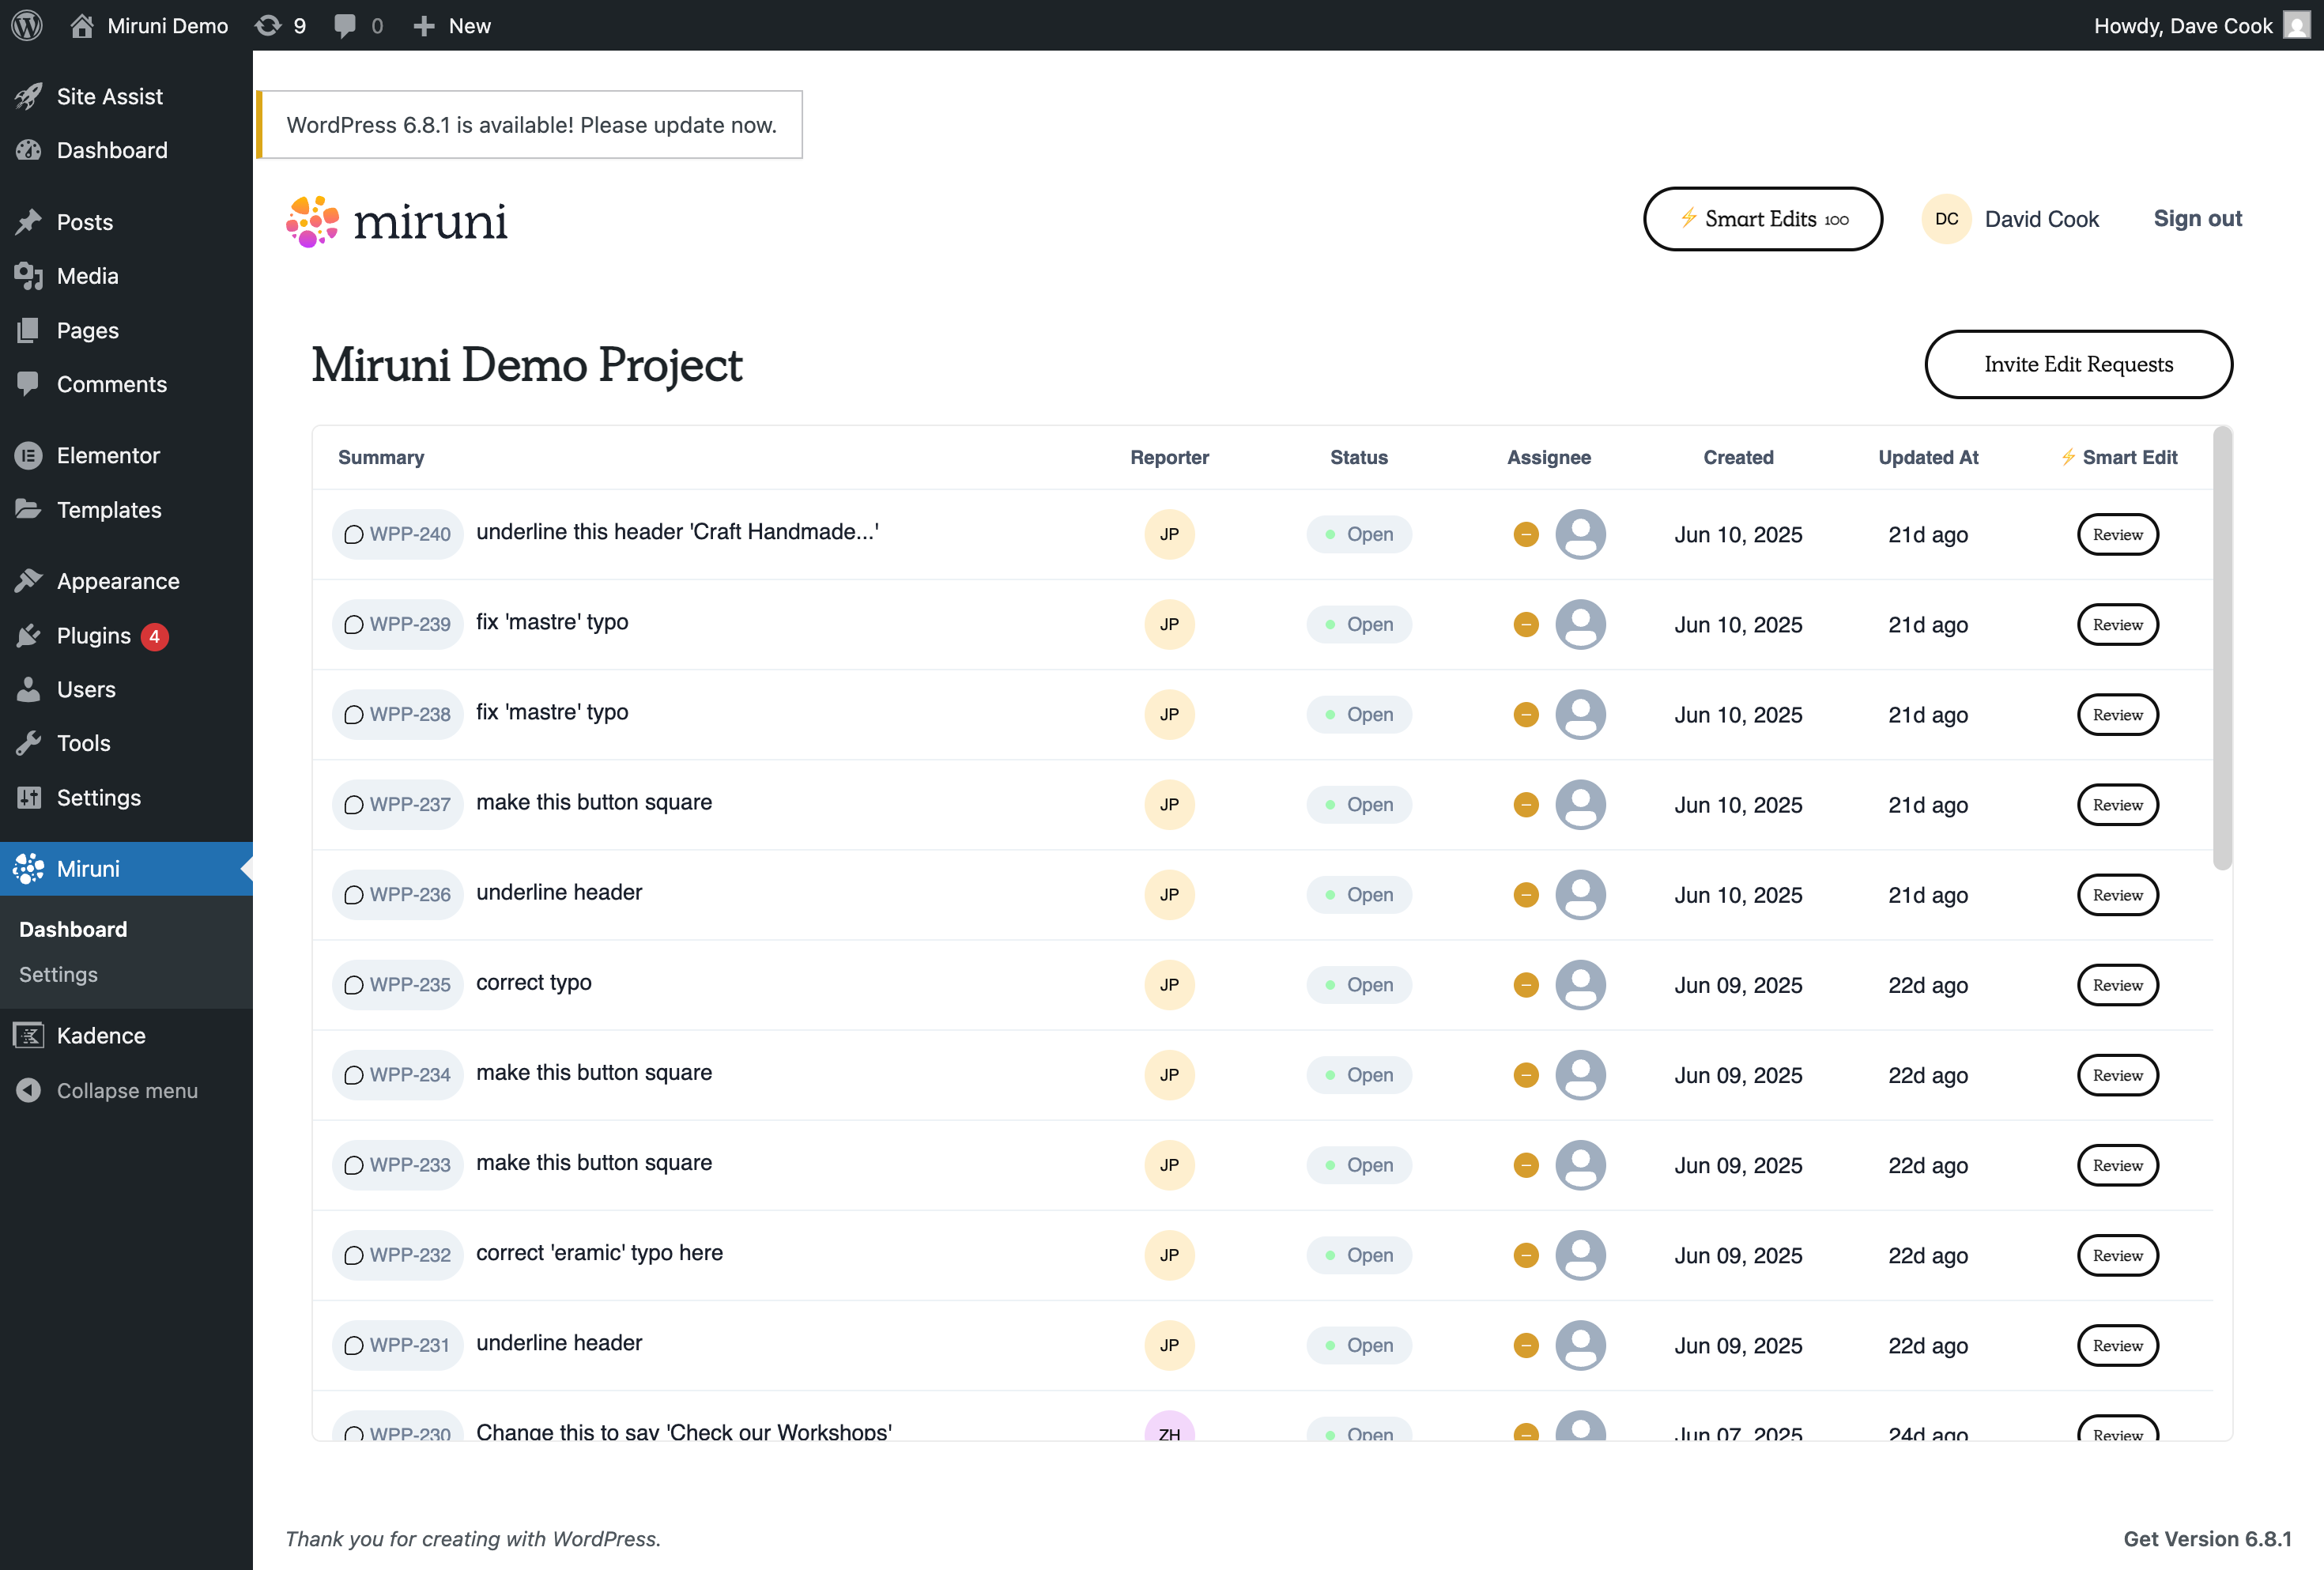 Miruni Demo 9 0 New Howdy, Dave Cook
Site Assist
Dashboard
Posts
Media
Pages
Comments
Elementor
Templates
Appearance
Plugins 4
Users
Tools
Settings
Miruni
Dashboard
Settings
Kadence
Collapse menu
WordPress 6.8.1 is available! Please update now.
miruni Smart Edits 100 DC David Cook Sign out
Miruni Demo Project Invite Edit Requests
Summary Reporter Status Assignee Created Updated At Smart Edit
WPP-240 underline this header 'Craft Handmade...' JP Open Jun 10, 2025 21d ago Review
WPP-239 fix 'mastre' typo JP Open Jun 10, 2025 21d ago Review
WPP-238 fix 'mastre' typo JP Open Jun 10, 2025 21d ago Review
WPP-237 make this button square JP Open Jun 10, 2025 21d ago Review
WPP-236 underline header JP Open Jun 10, 2025 21d ago Review
WPP-235 correct typo JP Open Jun 09, 2025 22d ago Review
WPP-234 make this button square JP Open Jun 09, 2025 22d ago Review
WPP-233 make this button square JP Open Jun 09, 2025 22d ago Review
WPP-232 correct 'eramic' typo here JP Open Jun 09, 2025 22d ago Review
WPP-231 underline header JP Open Jun 09, 2025 22d ago Review
WPP-230 Change this to say 'Check our Workshops' ZH Open Jun 07, 2025 24d ago Review
Thank you for creating with WordPress. Get Version 6.8.1